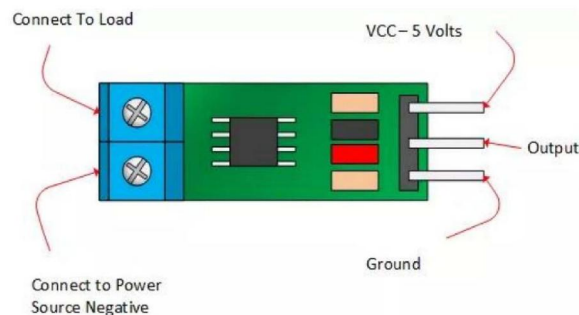 Connect To Load
VCC – 5 Volts
Output
Ground
Connect to Power
Source Negative